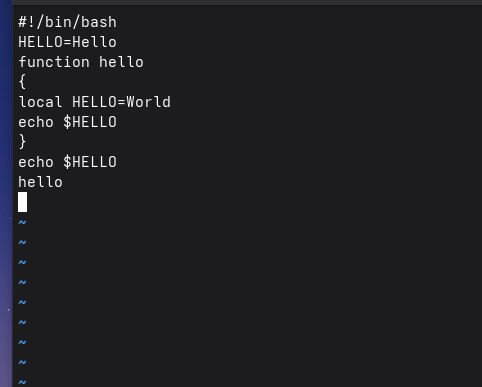 #!/bin/bash
HELLO=Hello
function hello
{
local HELLO=World
echo $HELLO
}
echo $HELLO
hello
~
~
~
~
~
~
~
~
~